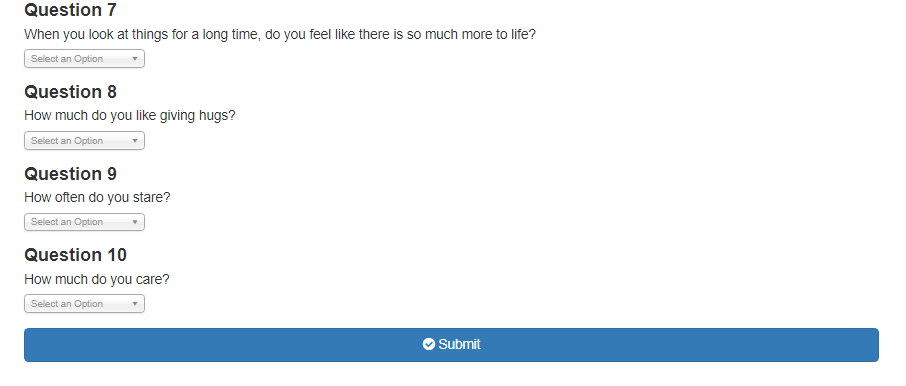 Question 7
When you look at things for a long time, do you feel like there is so much more to life?
Select an Option
Question 8
How much do you like giving hugs?
Select an Option
Question 9
How often do you stare?
Select an Option
Question 10
How much do you care?
Select an Option
Submit